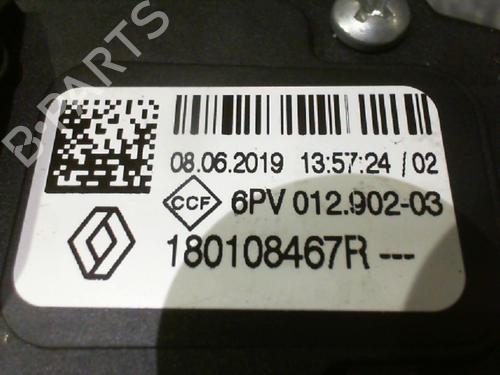 B-PARTS
08.06.2019 13:57:24 / 02
CCF 6PV 012.902-03
180108467R ---